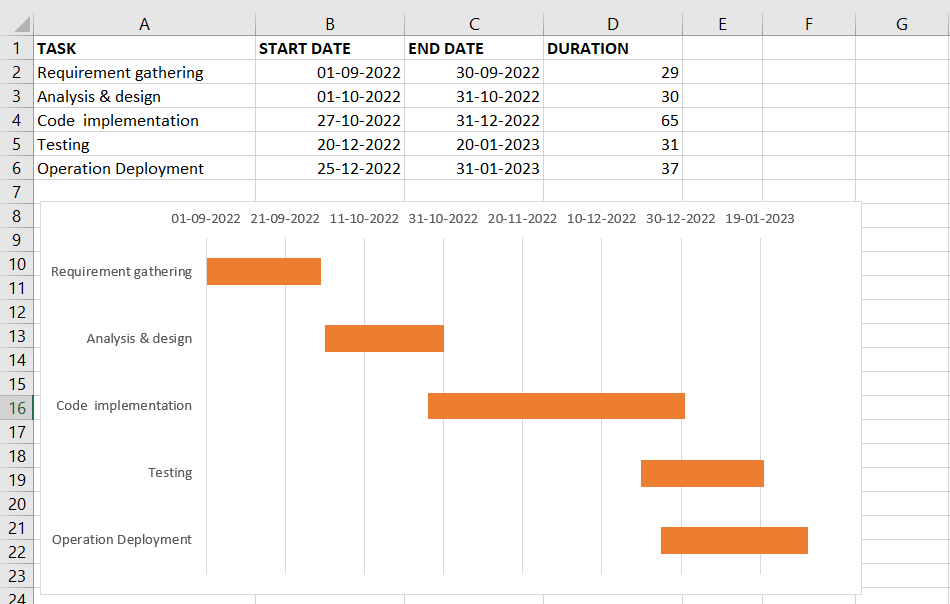 A B C D E F G
1 TASK START DATE END DATE DURATION
2 Requirement gathering 01-09-2022 30-09-2022 29
3 Analysis & design 01-10-2022 31-10-2022 30
4 Code  implementation 27-10-2022 31-12-2022 65
5 Testing 20-12-2022 20-01-2023 31
6 Operation Deployment 25-12-2022 31-01-2023 37
7
8 01-09-2022 21-09-2022 11-10-2022 31-10-2022 20-11-2022 10-12-2022 30-12-2022 19-01-2023
9
10 Requirement gathering
11
12
13 Analysis & design
14
15
16 Code  implementation
17
18
19 Testing
20
21
22 Operation Deployment
23
24